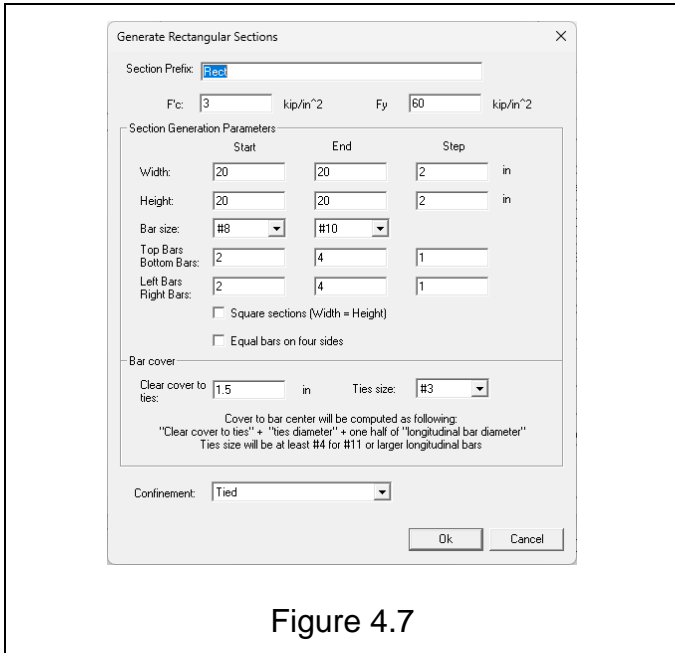 Generate Rectangular Sections
Section Prefix: Rect
F'c: 3 kip/in^2 Fy 60 kip/in^2
Section Generation Parameters
Start End Step
Width: 20 20 2 in
Height: 20 20 2 in
Bar size: #8 #10
Top Bars
Bottom Bars: 2 4 1
Left Bars
Right Bars: 2 4 1
Square sections (Width = Height)
Equal bars on four sides
Bar cover
Clear cover to
ties: 1.5 in Ties size: #3
Cover to bar center will be computed as following:
"Clear cover to ties" + "ties diameter" + one half of "longitudinal bar diameter"
Ties size will be at least #4 for #11 or larger longitudinal bars
Confinement: Tied
Ok Cancel
Figure 4.7